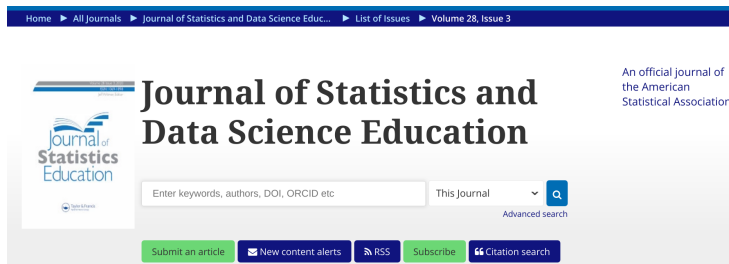 Home ▶ All Journals ▶ Journal of Statistics and Data Science Educ... ▶ List of Issues ▶ Volume 28, Issue 3
Journal of Statistics and
Data Science Education
An official journal of
the American
Statistical Association
Journal of
Statistics
Education
Taylor & Francis
Enter keywords, authors, DOI, ORCID etc
This Journal
Advanced search
Submit an article
New content alerts
RSS
Subscribe
Citation search